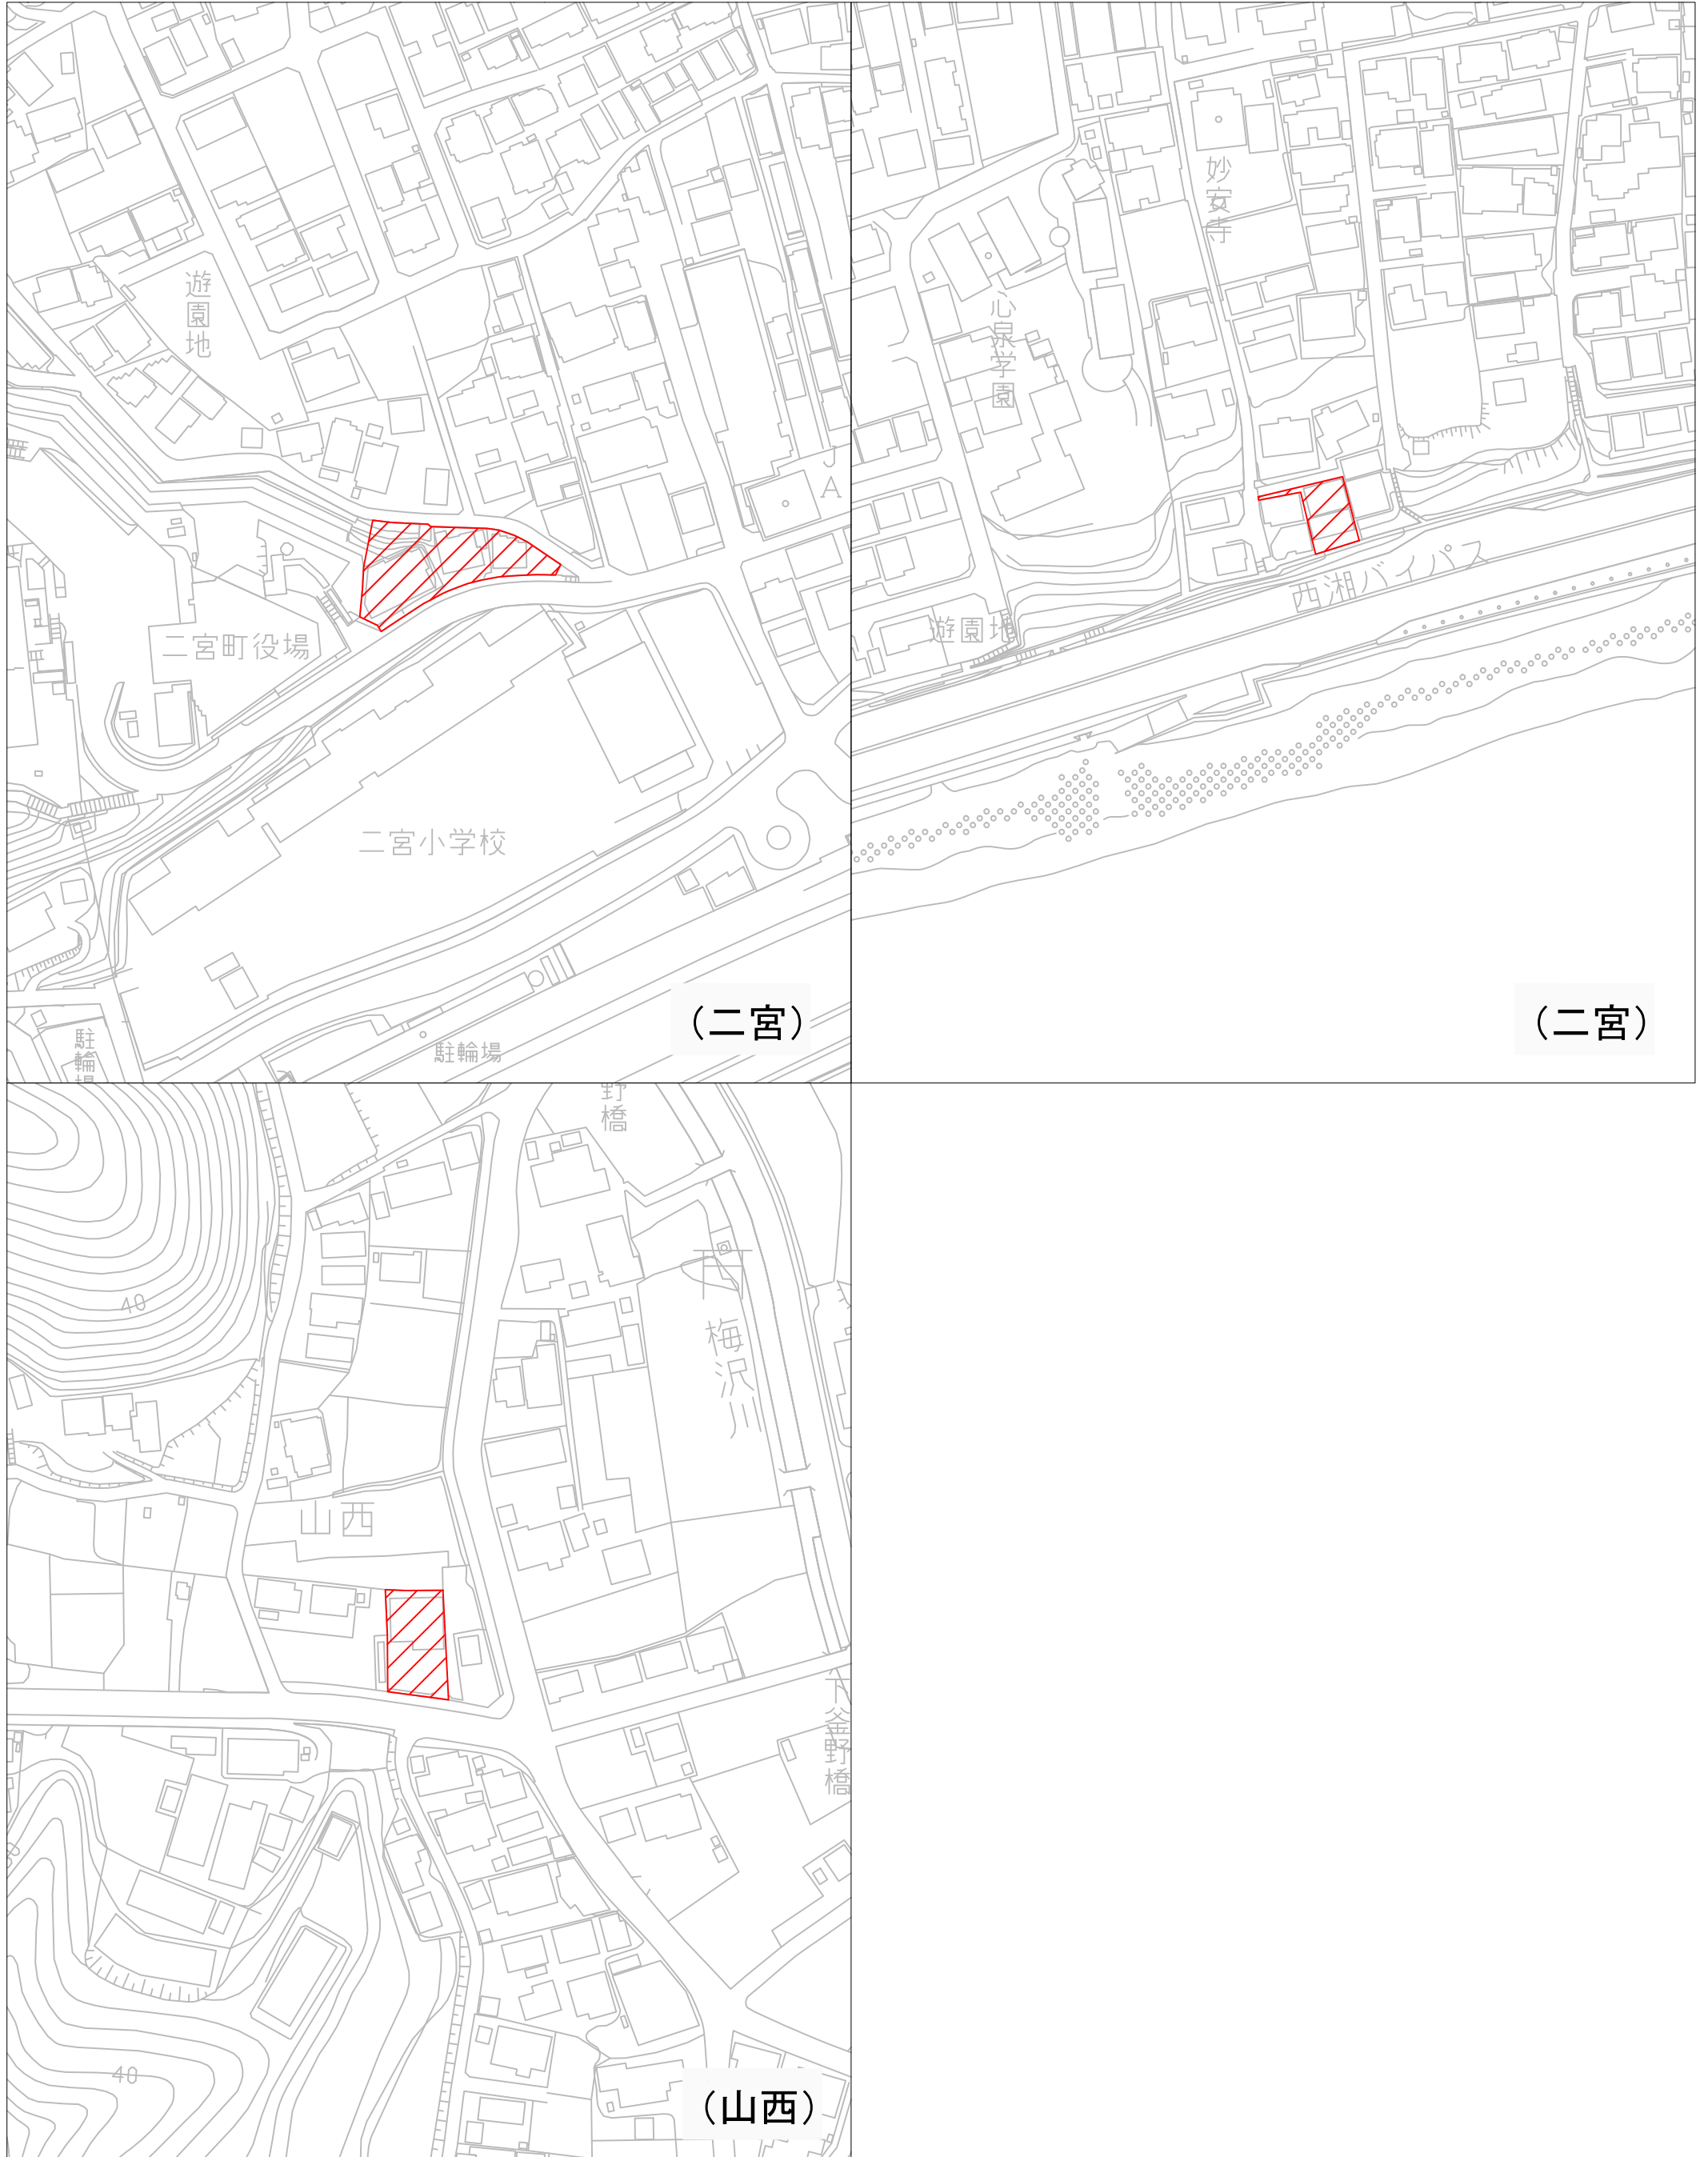 遊園地
JA
二宮町役場
二宮小学校
駐輪
駐輪場
（二宮）
妙安寺
心泉学園
西湘バイパス
遊園地
（二宮）
野橋
40
梅沢川
山西
下釜野橋
40
（山西）